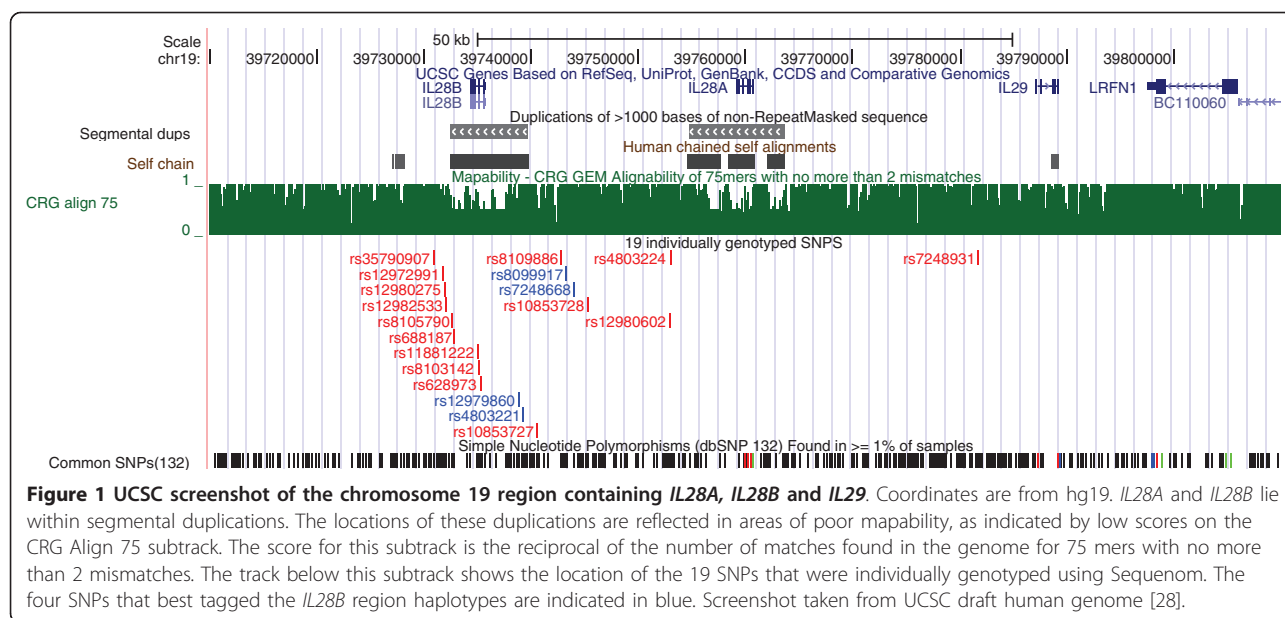 Scale
50 kb
chr19:
39720000
39730000
39740000
39750000
39760000
39770000
39780000
39790000
39800000
UCSC Genes Based on RefSeq, UniProt, GenBank, CCDS and Comparative Genomics
IL28B
IL28A
IL29
LRFN1
IL28B
BC110060
Duplications of >1000 bases of non-RepeatMasked sequence
Segmental dups
Human chained self alignments
Self chain
Mapability - CRG GEM Alignability of 75mers with no more than 2 mismatches
1 _
CRG align 75
0 _
19 individually genotyped SNPS
rs35790907
rs8109886
rs4803224
rs7248931
rs12972991
rs8099917
rs12980275
rs7248668
rs12982533
rs10853728
rs8105790
rs12980602
rs688187
rs11881222
rs8103142
rs628973
rs12979860
rs4803221
rs10853727
Simple Nucleotide Polymorphisms (dbSNP 132) Found in >= 1% of samples
Common SNPs(132)
Figure 1 UCSC screenshot of the chromosome 19 region containing IL28A, IL28B and IL29. Coordinates are from hg19. IL28A and IL28B lie
within segmental duplications. The locations of these duplications are reflected in areas of poor mapability, as indicated by low scores on the
CRG Align 75 subtrack. The score for this subtrack is the reciprocal of the number of matches found in the genome for 75 mers with no more
than 2 mismatches. The track below this subtrack shows the location of the 19 SNPs that were individually genotyped using Sequenom. The
four SNPs that best tagged the IL28B region haplotypes are indicated in blue. Screenshot taken from UCSC draft human genome [28].